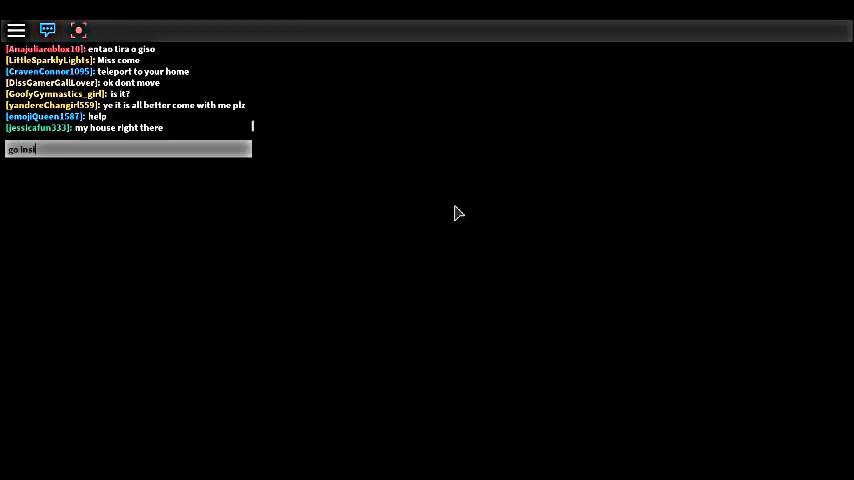 [Anajuliaroblox10]: entao tira o giso
[LittleSparklyLights]: Miss come
[CravenConnor1095]: teleport to your home
[DissGamerGallLover]: ok dont move
[GoofyGymnastics_girl]: is it?
[yandereChangirl559]: ye it is all better come with me plz
[emojiQueen1587]: help
[jessicafun333]: my house right there
go insi